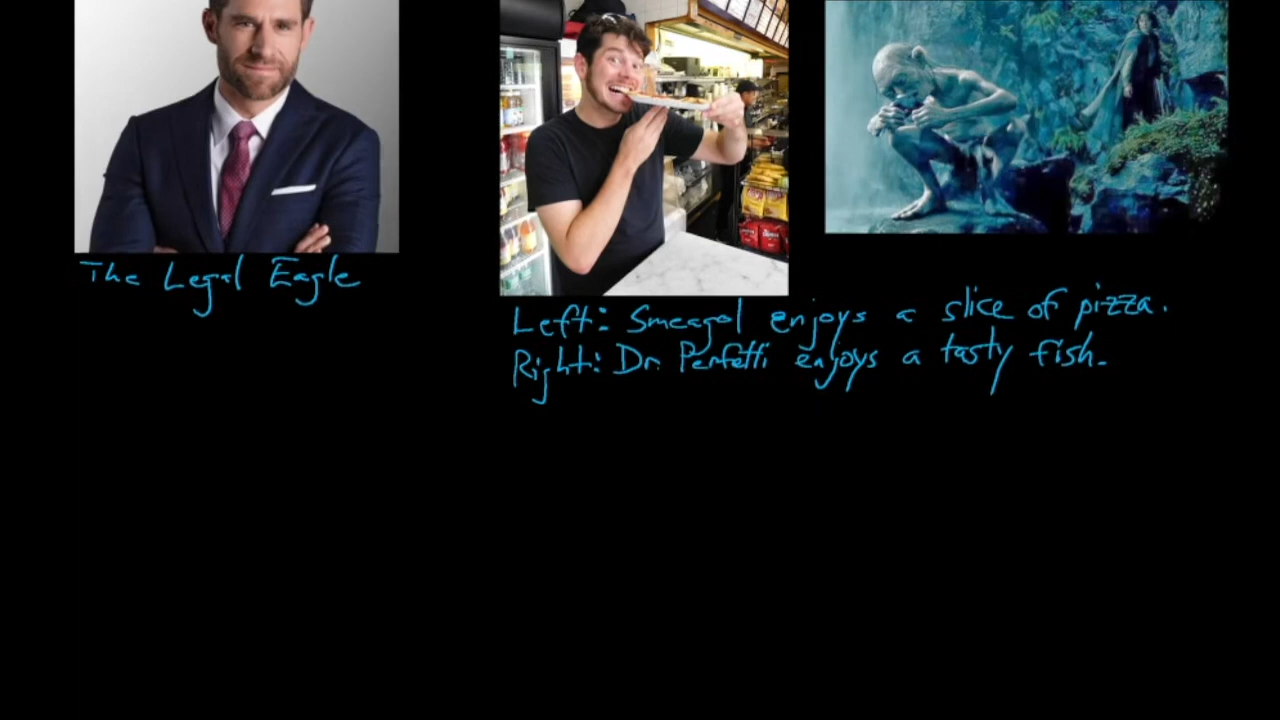 The Legal Eagle
Left: Smeagol enjoys a slice of pizza.
Right: Dr. Perfetti enjoys a tasty fish.